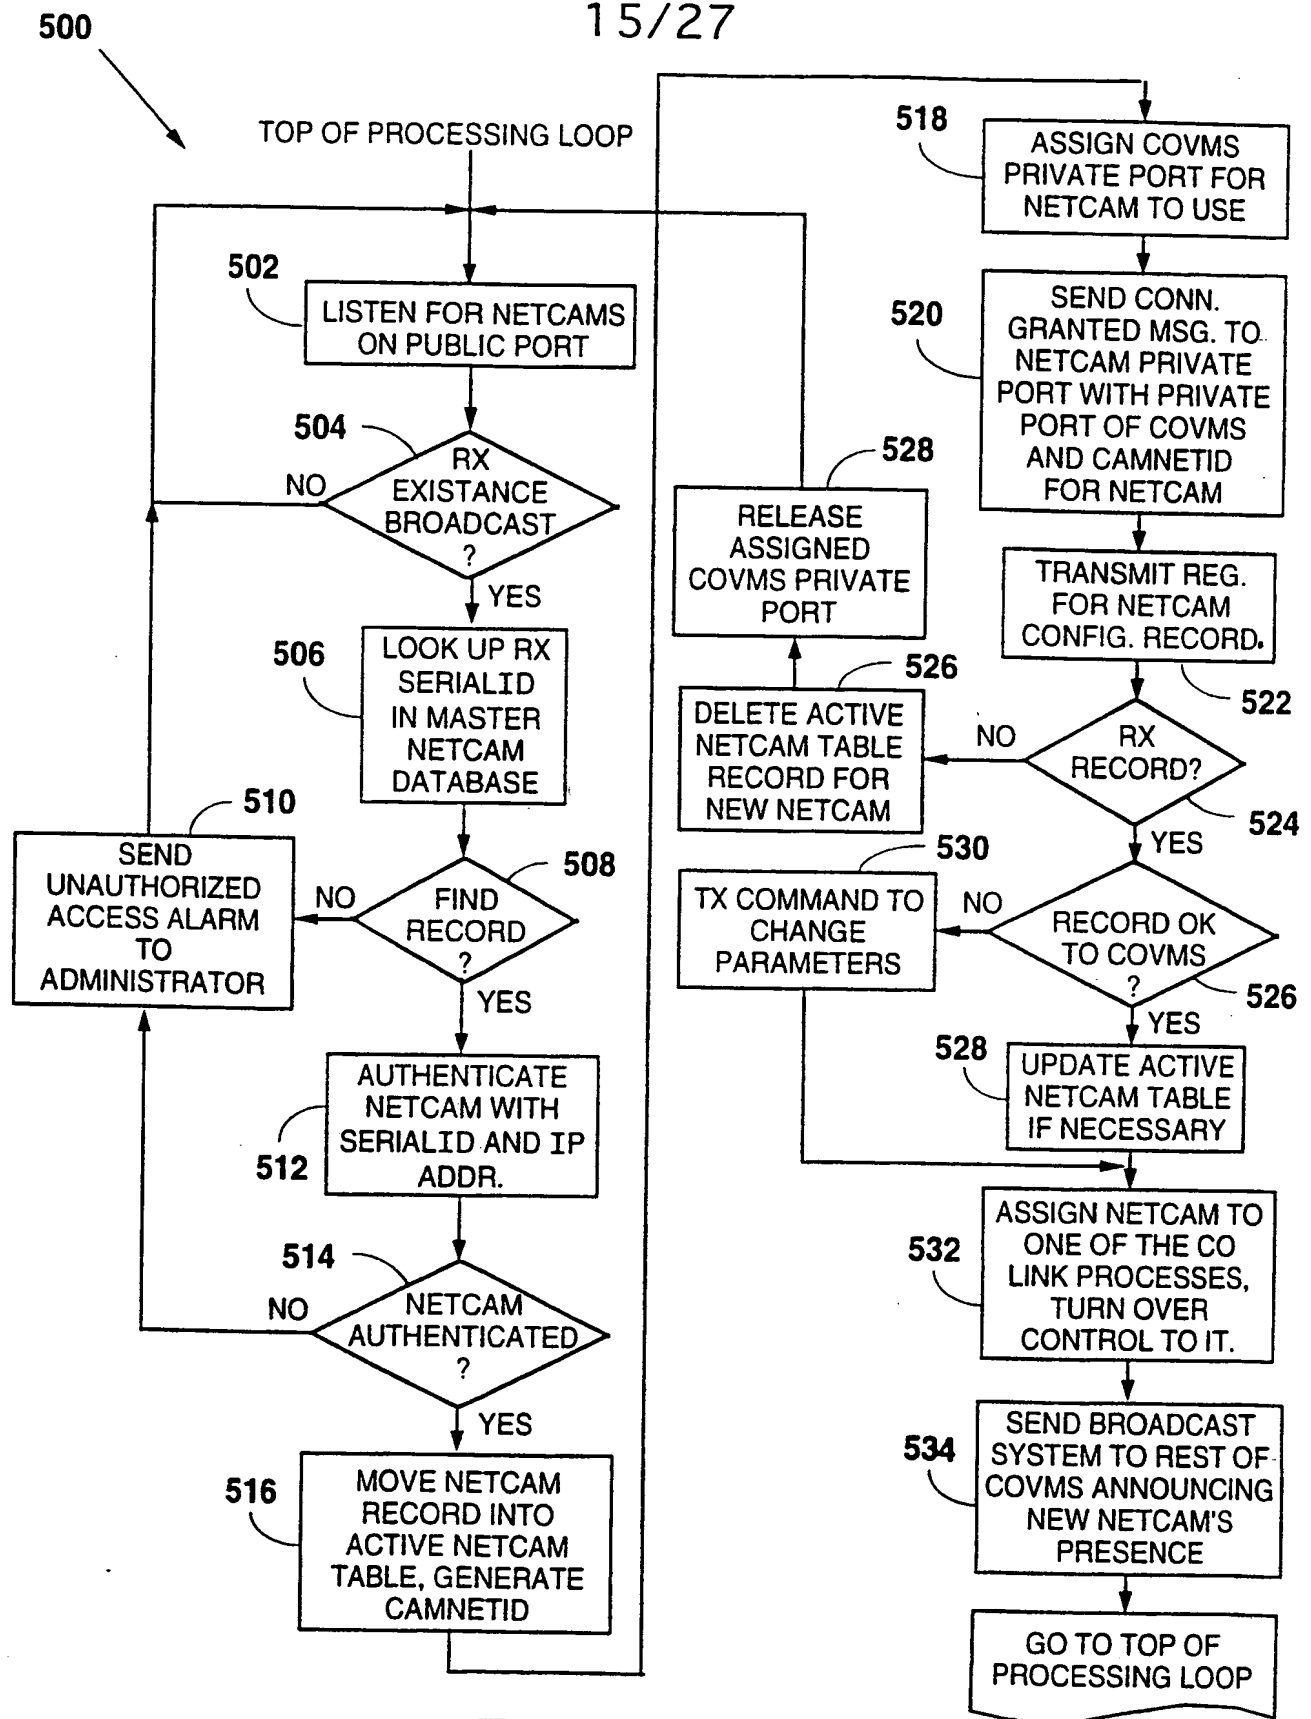 15/27
500
TOP OF PROCESSING LOOP
502
LISTEN FOR NETCAMS
ON PUBLIC PORT
504
RX
EXISTANCE
BROADCAST
?
NO
YES
506
LOOK UP RX
SERIALID
IN MASTER
NETCAM
DATABASE
508
FIND
RECORD
?
NO
YES
510
SEND
UNAUTHORIZED
ACCESS ALARM
TO
ADMINISTRATOR
512
AUTHENTICATE
NETCAM WITH
SERIALID AND IP
ADDR.
514
NETCAM
AUTHENTICATED
?
NO
YES
516
MOVE NETCAM
RECORD INTO
ACTIVE NETCAM
TABLE, GENERATE
CAMNETID
518
ASSIGN COVMS
PRIVATE PORT FOR
NETCAM TO USE
520
SEND CONN.
GRANTED MSG. TO
NETCAM PRIVATE
PORT WITH PRIVATE
PORT OF COVMS
AND CAMNETID
FOR NETCAM
TRANSMIT REG.
FOR NETCAM
CONFIG. RECORD.
522
RX
RECORD?
524
NO
YES
526
DELETE ACTIVE
NETCAM TABLE
RECORD FOR
NEW NETCAM
528
RELEASE
ASSIGNED
COVMS PRIVATE
PORT
RECORD OK
TO COVMS
?
526
NO
YES
530
TX COMMAND TO
CHANGE
PARAMETERS
528
UPDATE ACTIVE
NETCAM TABLE
IF NECESSARY
532
ASSIGN NETCAM TO
ONE OF THE CO
LINK PROCESSES,
TURN OVER
CONTROL TO IT.
534
SEND BROADCAST
SYSTEM TO REST OF
COVMS ANNOUNCING
NEW NETCAM'S
PRESENCE
GO TO TOP OF
PROCESSING LOOP